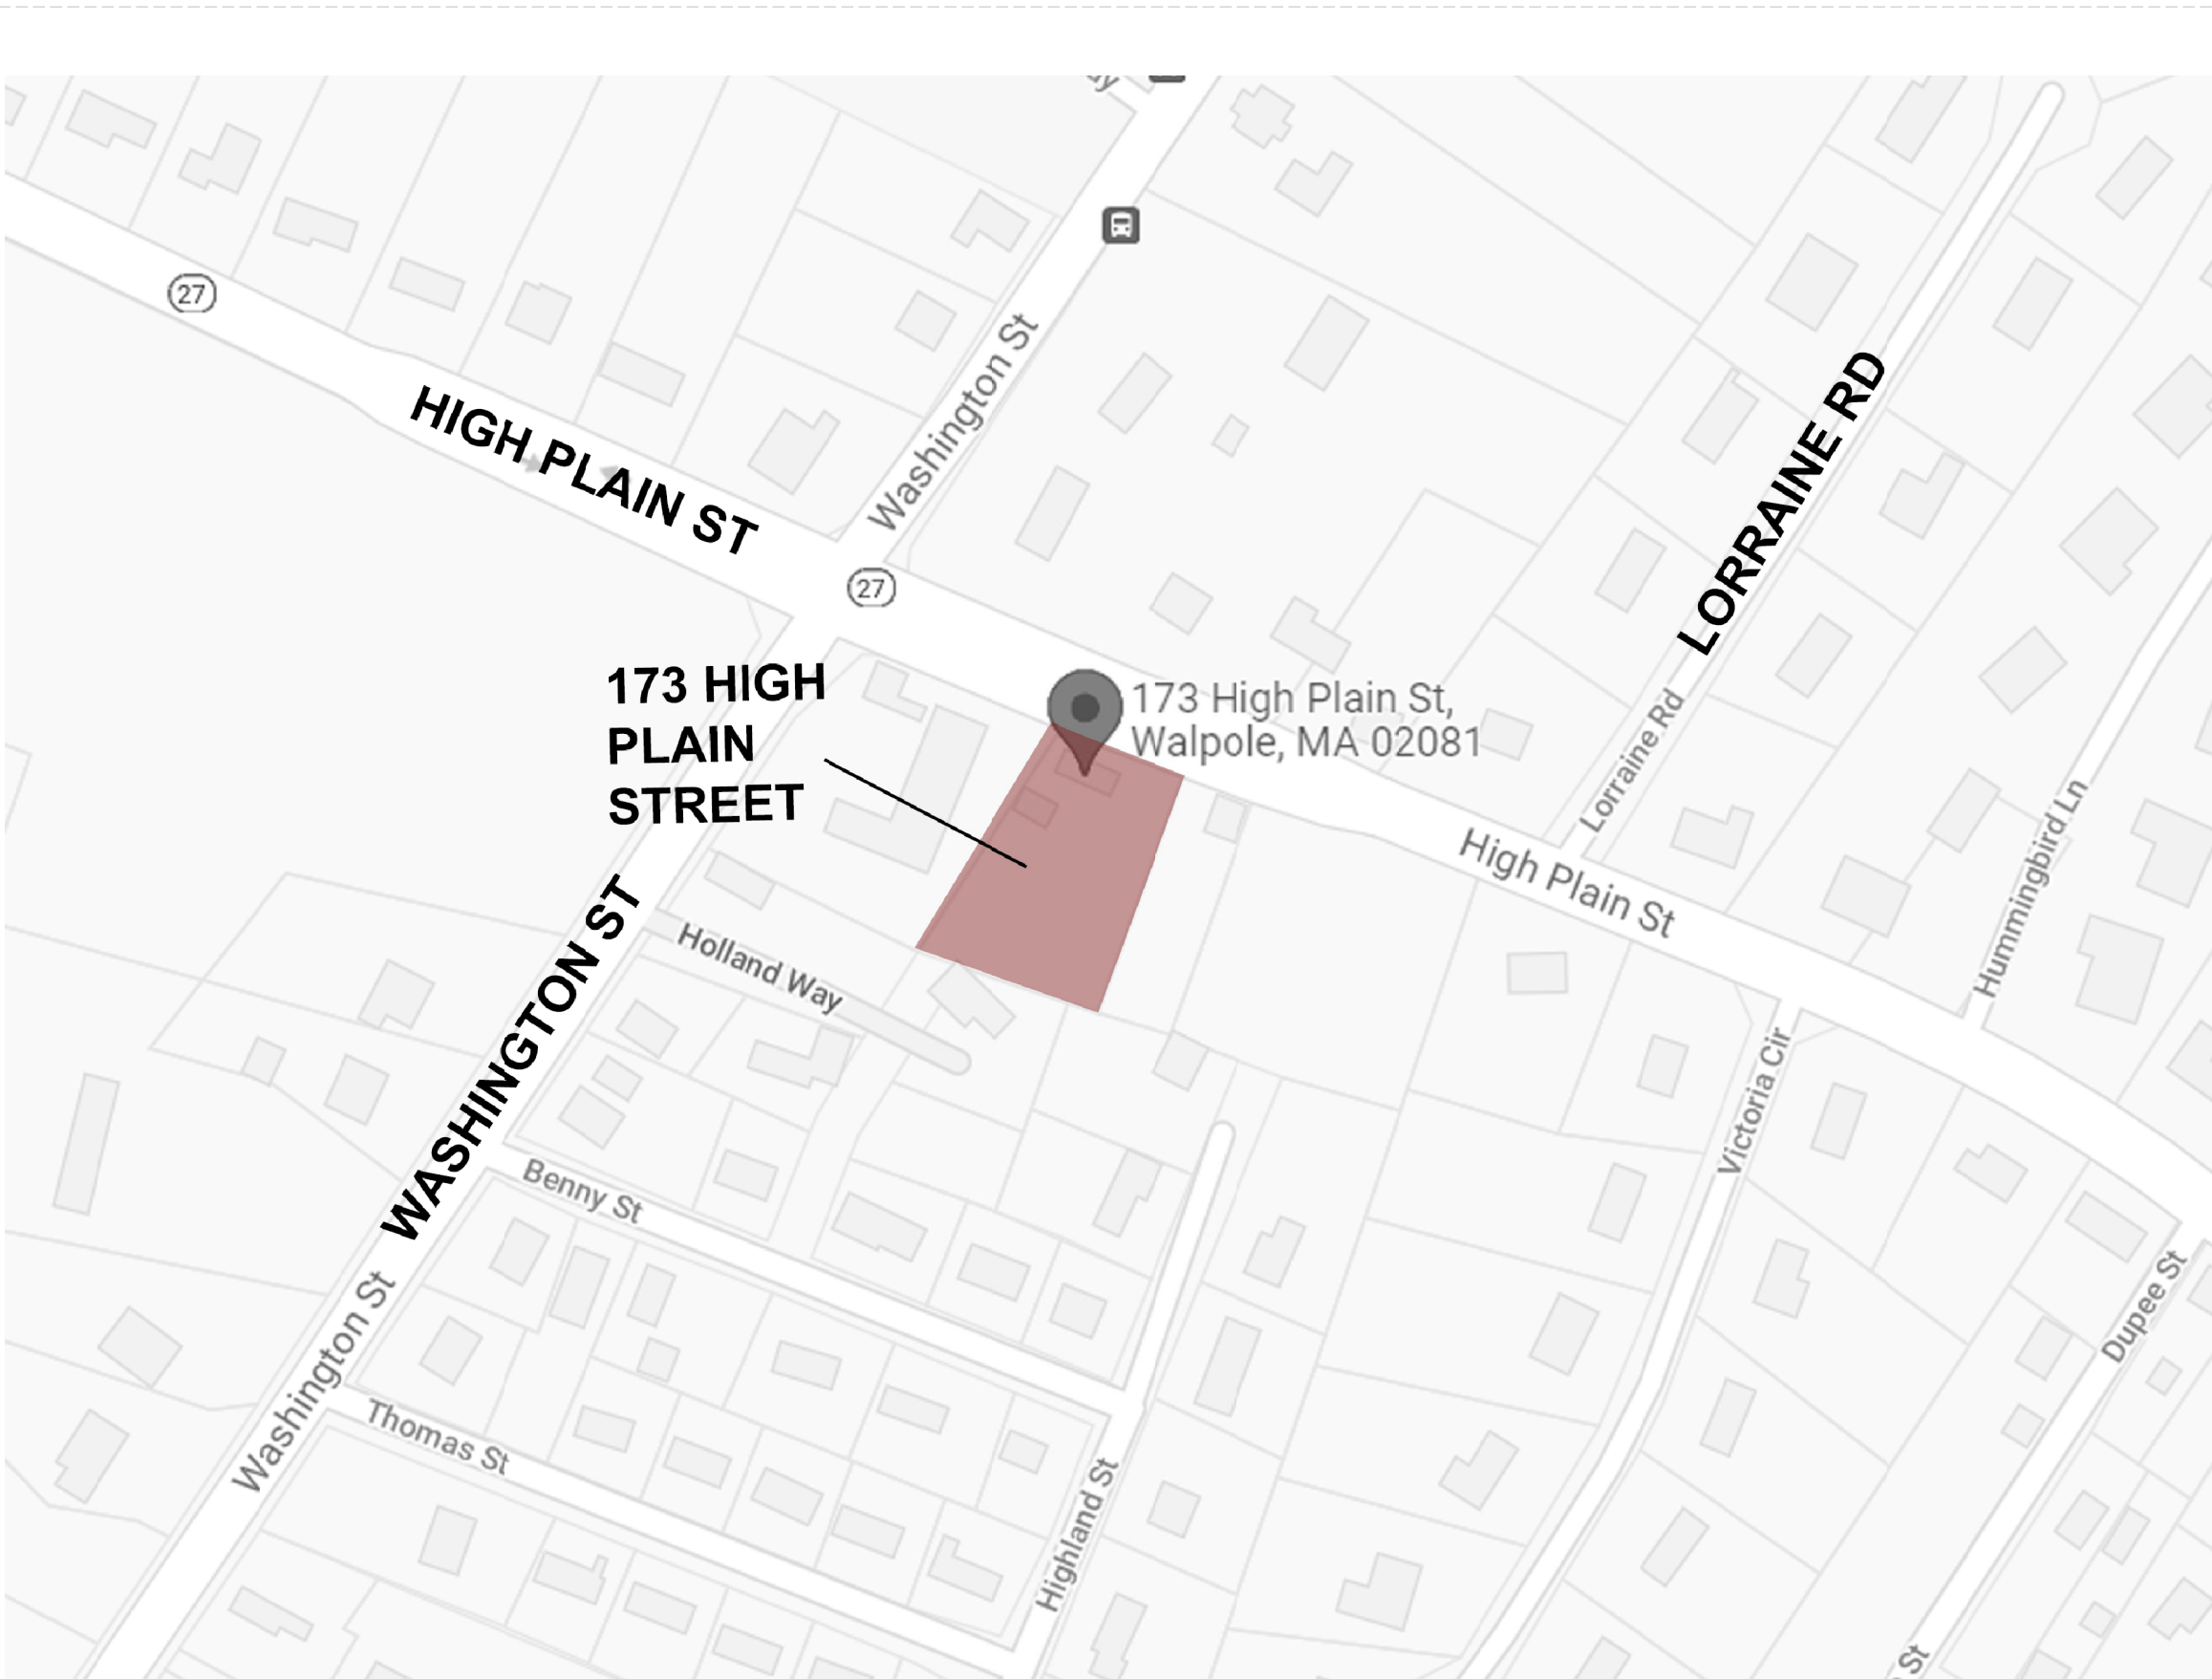 27
HIGH PLAIN ST
Washington St
27
LORRAINE RD
173 HIGH
PLAIN
STREET
173 High Plain St,
Walpole, MA 02081
Lorraine Rd
High Plain St
Hummingbird Ln
WASHINGTON ST
Holland Way
Victoria Cir
Benny St
Washington St
Dupee St
Thomas St
Highland St
St